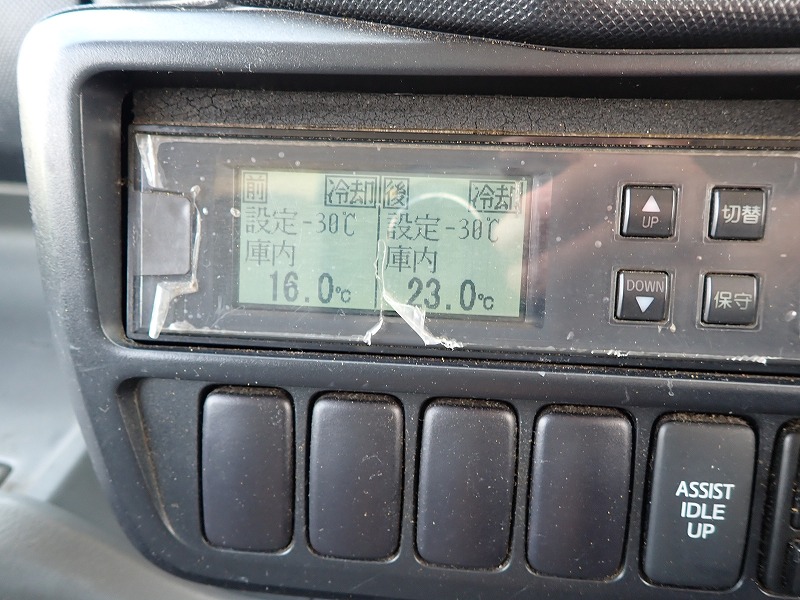 前 冷却 後 冷却
設定-30℃ 設定-30℃
庫内 庫内
16.0℃ 23.0℃
UP
切替
DOWN
保守
ASSIST
IDLE
UP